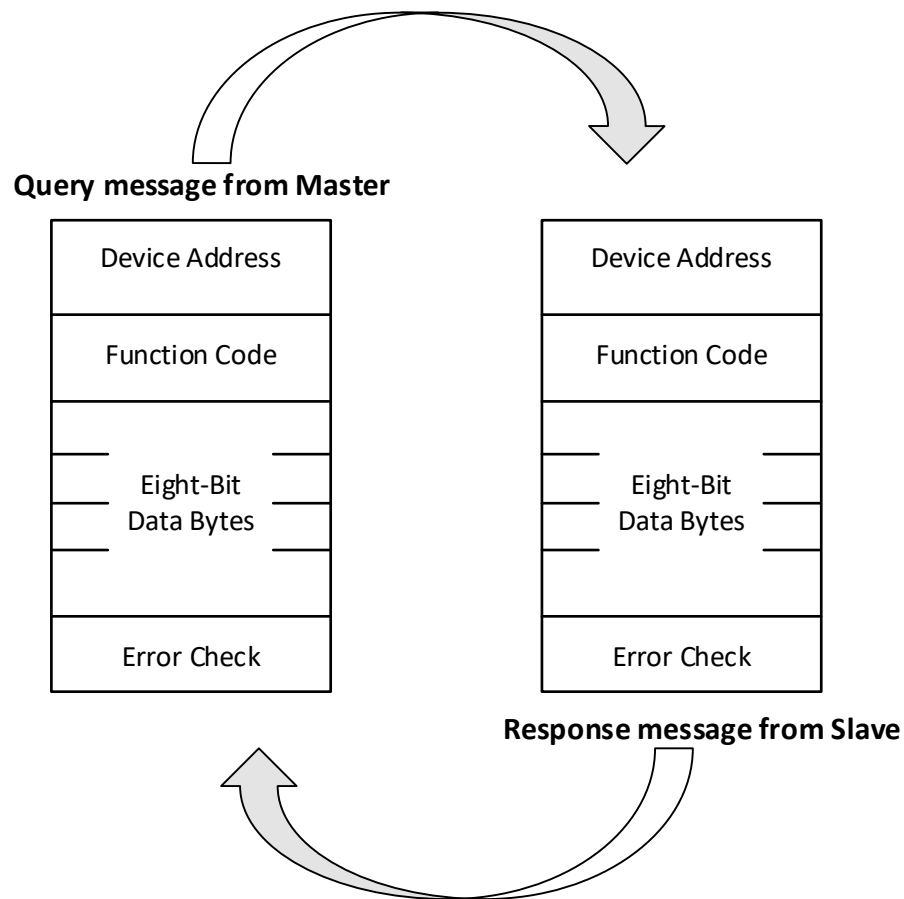 Query message from Master
Device Address
Function Code
Eight-Bit
Data Bytes
Error Check
Device Address
Function Code
Eight-Bit
Data Bytes
Error Check
Response message from Slave